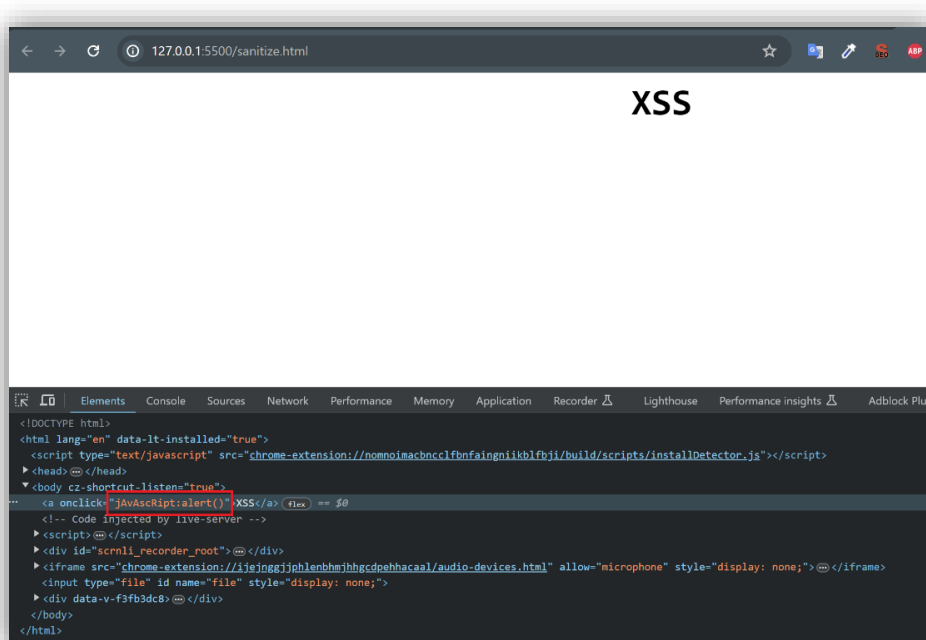 127.0.0.1:5500/sanitize.html
SEO
ABP
XSS
Elements Console Sources Network Performance Memory Application Recorder Lighthouse Performance insights Adblock Plu
<!DOCTYPE html>
<html lang="en" data-lt-installed="true">
<script type="text/javascript" src="chrome-extension://nomnoimacbncclfbnfaingniikblfbji/build/scripts/installDetector.js"></script>
<head>…</head>
<body cz-shortcut-listen="true">
… <a onclick="jAvAscRipt:alert()">XSS</a> flex == $0
<!-- Code injected by live-server -->
<script>…</script>
<div id="scrnli_recorder_root">…</div>
<iframe src="chrome-extension://ijejnggjjphlenbhmjhhgcdpehhacaal/audio-devices.html" allow="microphone" style="display: none;">…</iframe>
<input type="file" id name="file" style="display: none;">
<div data-v-f3fb3dc8>…</div>
</body>
</html>